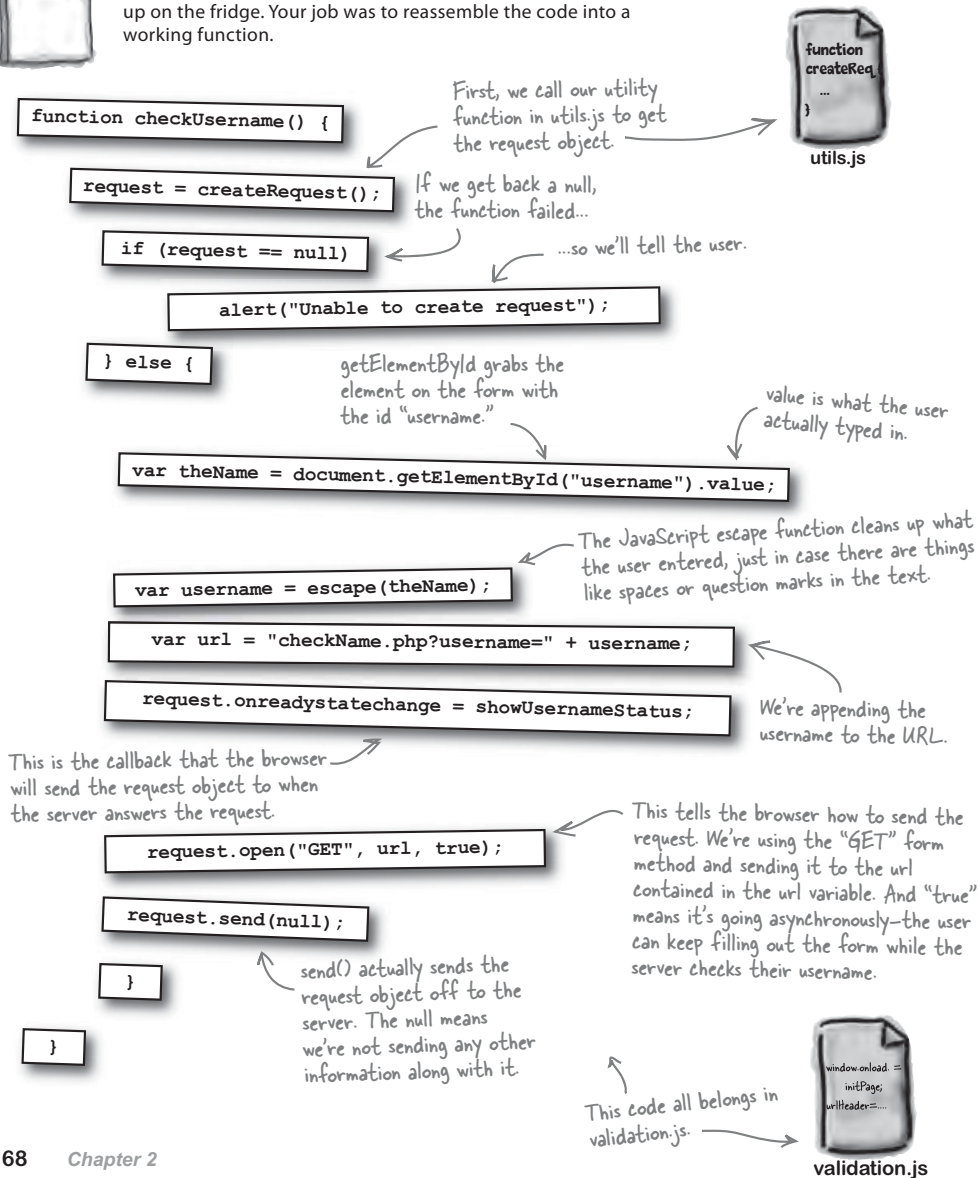 up on the fridge. Your job was to reassemble the code into a
working function.
function
createReq
...
}
utils.js
First, we call our utility
function in utils.js to get
the request object.
function checkUsername() {
request = createRequest();
If we get back a null,
the function failed...
if (request == null)
...so we'll tell the user.
alert("Unable to create request");
} else {
getElementById grabs the
element on the form with
the id "username."
value is what the user
actually typed in.
var theName = document.getElementById("username").value;
The JavaScript escape function cleans up what
the user entered, just in case there are things
like spaces or question marks in the text.
var username = escape(theName);
var url = "checkName.php?username=" + username;
request.onreadystatechange = showUsernameStatus;
We're appending the
username to the URL.
This is the callback that the browser
will send the request object to when
the server answers the request.
request.open("GET", url, true);
This tells the browser how to send the
request. We're using the "GET" form
method and sending it to the url
contained in the url variable. And "true"
means it's going asynchronously–the user
can keep filling out the form while the
server checks their username.
request.send(null);
send() actually sends the
request object off to the
server. The null means
we're not sending any other
information along with it.
}
}
This code all belongs in
validation.js.
window.onload. =
initPage;
urlHeader=....
validation.js
68 Chapter 2